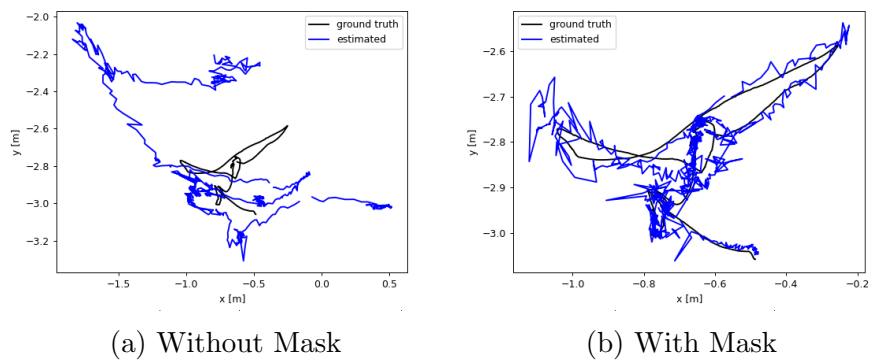 ground truth
estimated
−2.0
−2.2
−2.4
−2.6
−2.8
−3.0
−3.2
y [m]
−1.5
−1.0
−0.5
0.0
0.5
x [m]
(a) Without Mask
ground truth
estimated
−2.6
−2.7
−2.8
−2.9
−3.0
y [m]
−1.0
−0.8
−0.6
−0.4
−0.2
x [m]
(b) With Mask